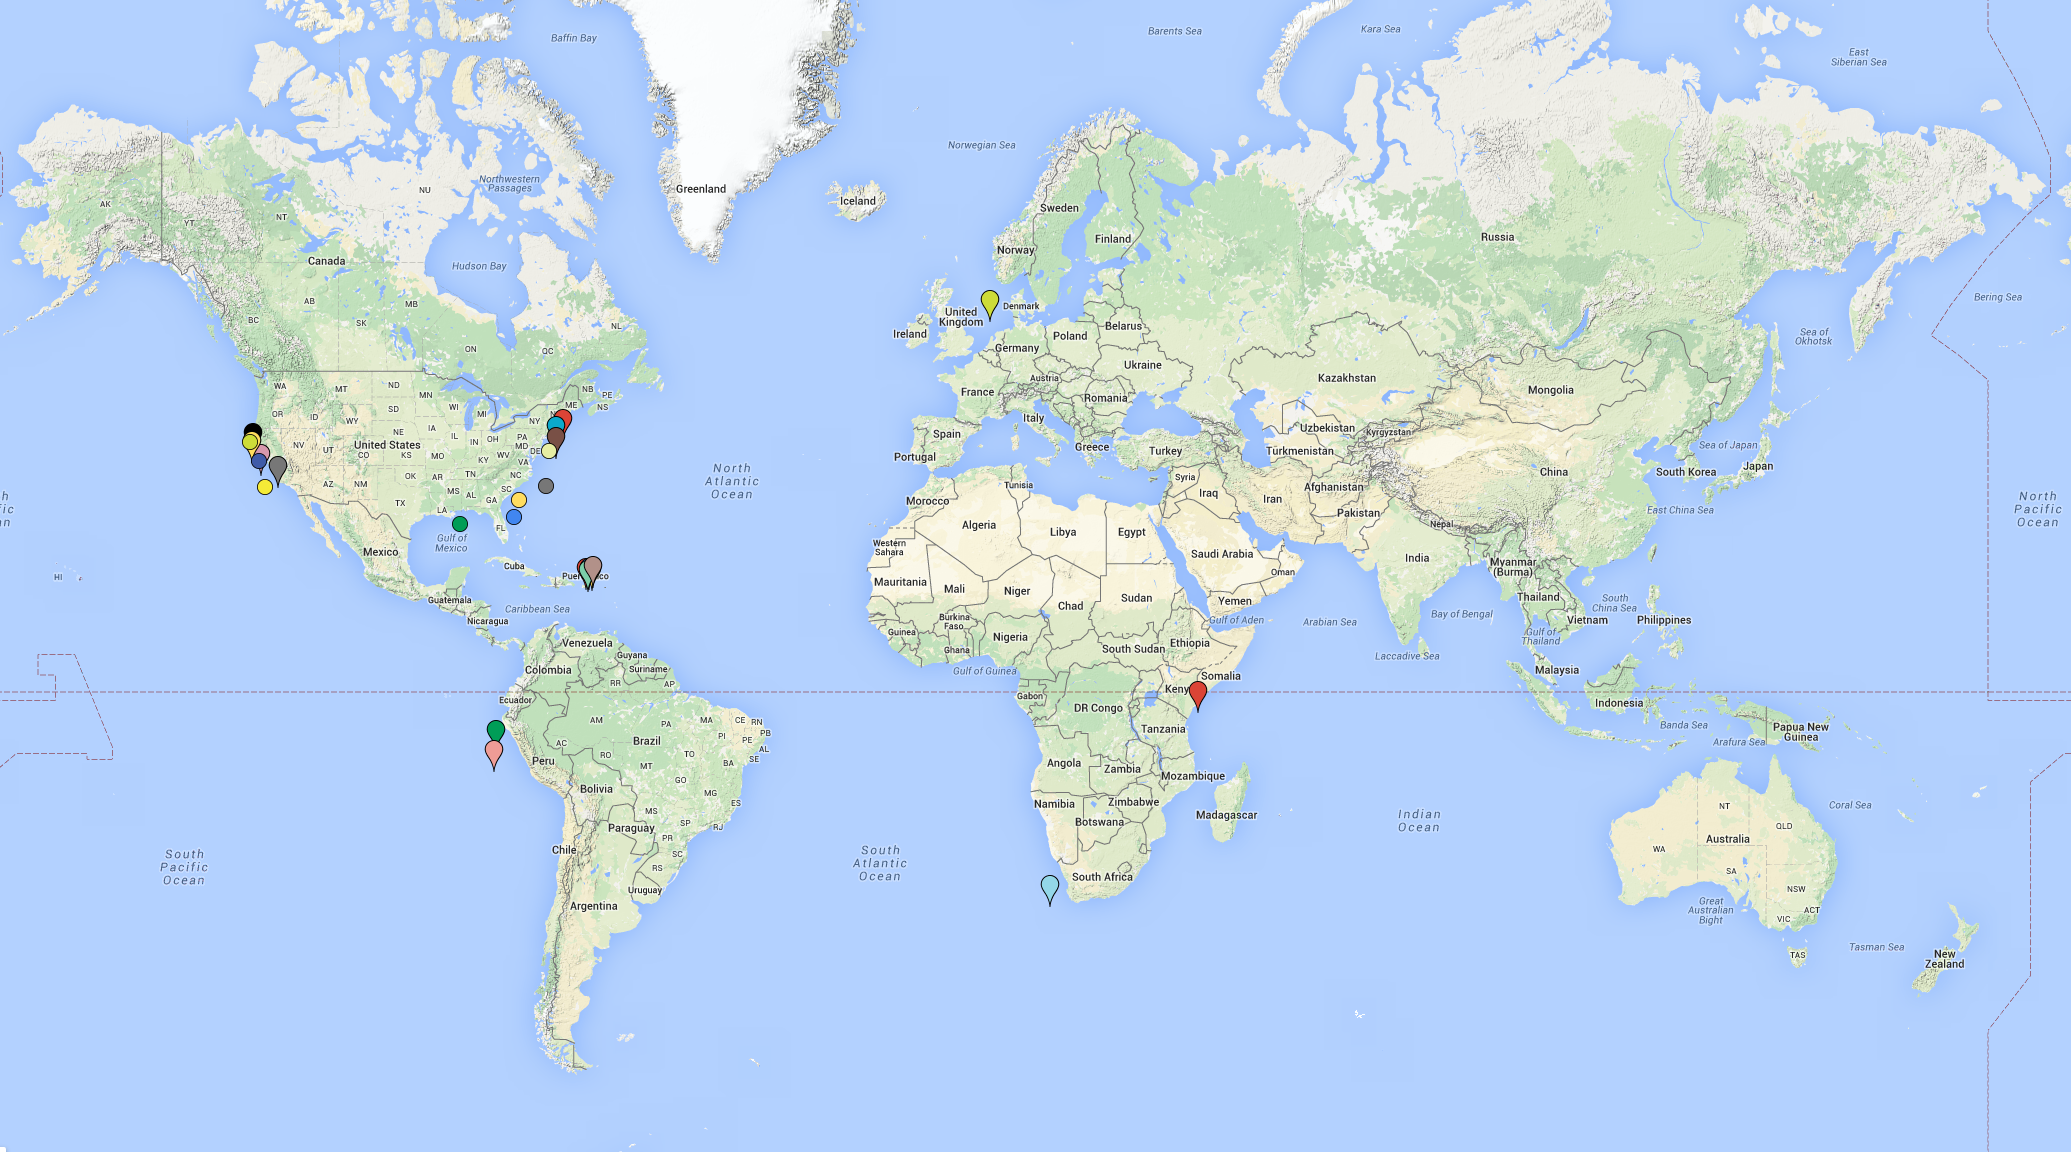 Baffin Bay
Barents Sea
Kara Sea
East
Siberian Sea
Norwegian Sea
Northwestern
Passages
NU
Greenland
Iceland
AK
YT
NT
Sweden
Norway
Finland
Russia
Canada
Hudson Bay
AB
MB
SK
BC
NL
ON
QC
Bering Sea
Sea of
Okhotsk
United
Kingdom
Denmark
Ireland
Belarus
Poland
Germany
Ukraine
Austria
France
Romania
Kazakhstan
Mongolia
WA
MT
ND
MN
NB
PE
ME
NS
OR
ID
WY
SD
WI
MI
NY
Italy
Spain
Portugal
Greece
Turkey
Uzbekistan
Kyrgyzstan
Türkmenistan
NV
UT
United States
CO
NE
KS
IA
MO
IL
IN
OH
PA
MD
DE
KY
WV
VA
China
Sea of Japan
South Korea
Japan
North
Atlantic
Ocean
North
Pacific
Ocean
h
ic
n
AZ
NM
OK
AR
TN
NC
SC
MS
AL
GA
TX
LA
FL
Tunisia
Syria
Iraq
Iran
Afghanistan
Pakistan
Nepal
East China Sea
Morocco
Algeria
Libya
Egypt
Western
Sahara
Saudi Arabia
India
Oman
Myanmar
(Burma)
Gulf of
Mexico
Mexico
Cuba
HI
Guatemala
Caribbean Sea
Nicaragua
Mauritania
Mali
Niger
Chad
Sudan
Yemen
Gulf of Aden
Arabian Sea
Bay of Bengal
Thailand
South
China Sea
Vietnam
Philippines
Burkina
Faso
Guinea
Ghana
Nigeria
South Sudan
Ethiopia
Gulf of
Thailand
Laccadive Sea
Venezuela
Guyana
Suriname
Colombia
RR
AP
Ecuador
Gulf of Guinea
Gabon
DR Congo
Somalia
Malaysia
Indonesia
Banda Sea
Arafura Sea
Papua New
Guinea
AM
PA
MA
CE
RN
PB
PI
PE
AL
SE
AC
RO
TO
BA
Brazil
Peru
MT
GO
Tanzania
Angola
Zambia
Mozambique
Bolivia
MG
ES
MS
SP
RJ
PR
SC
RS
Paraguay
Namibia
Zimbabwe
Botswana
Madagascar
Indian
Ocean
Coral Sea
NT
QLD
Australia
WA
SA
NSW
ACT
VIC
TAS
Great
Australian
Bight
Tasman Sea
New
Zealand
Chile
Uruguay
Argentina
South
Pacific
Ocean
South
Atlantic
Ocean
South Africa